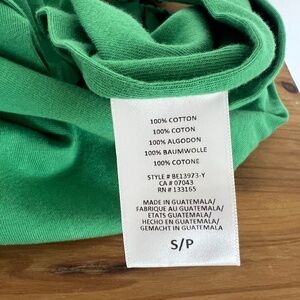 100% COTTON
100% COTON
100% ALGODON
100% BAUMWOLLE
100% COTONE
STYLE # BE13973-Y
CA # 07043
RN # 133165
MADE IN GUATEMALA/
FABRIQUE AU GUATEMALA/
ETATS GUATEMALA/
HECHO EN GUATEMALA/
GEMACHT IN GUATEMALA
S/P